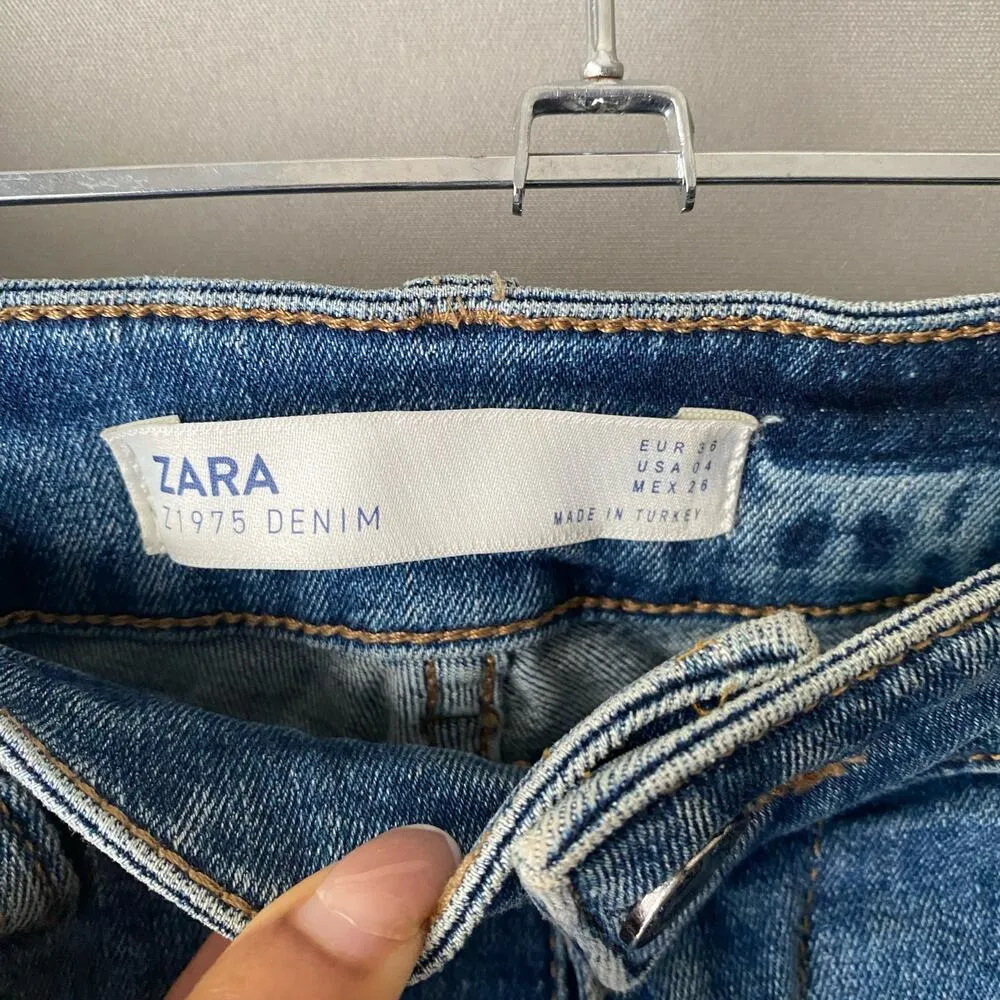 ZARA
Z1975 DENIM
EUR 36
USA 04
MEX 26
MADE IN TURKEY